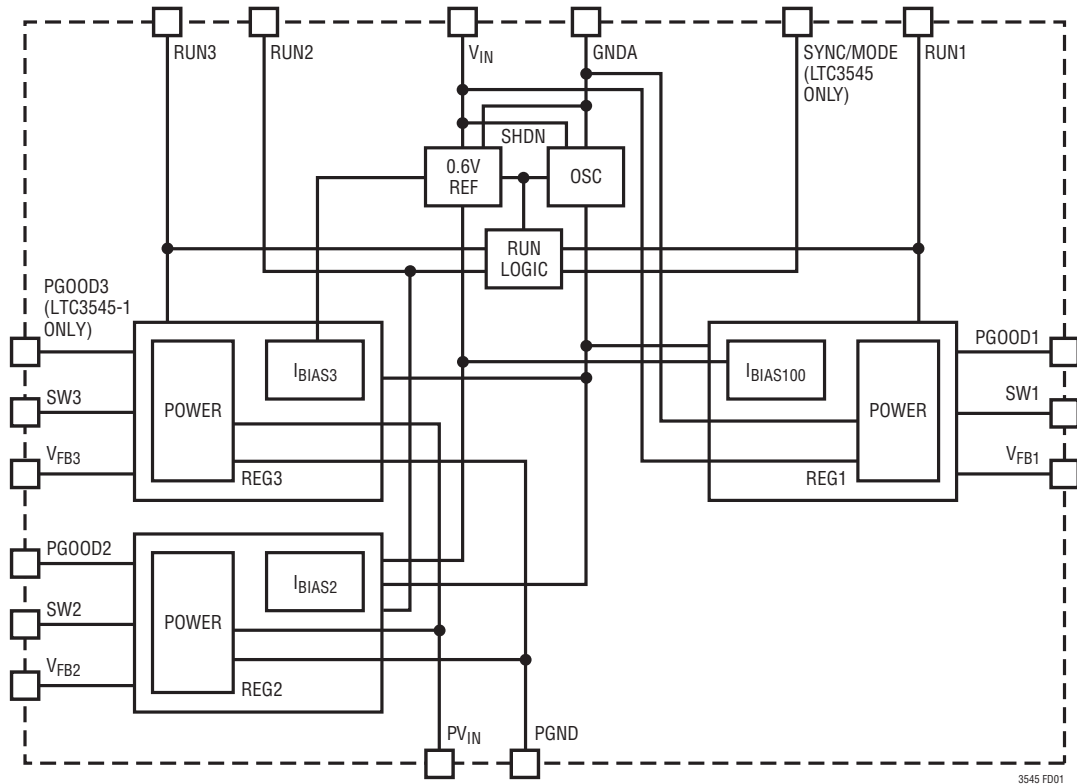 RUN3
RUN2
VIN
GNDA
SYNC/MODE
(LTC3545
ONLY)
RUN1
SHDN
0.6V
REF
OSC
RUN
LOGIC
PGOOD3
(LTC3545-1
ONLY)
SW3
VFB3
POWER
IBIAS3
REG3
IBIAS100
POWER
REG1
PGOOD1
SW1
VFB1
PGOOD2
SW2
VFB2
POWER
IBIAS2
REG2
PVIN
PGND
3545 FD01